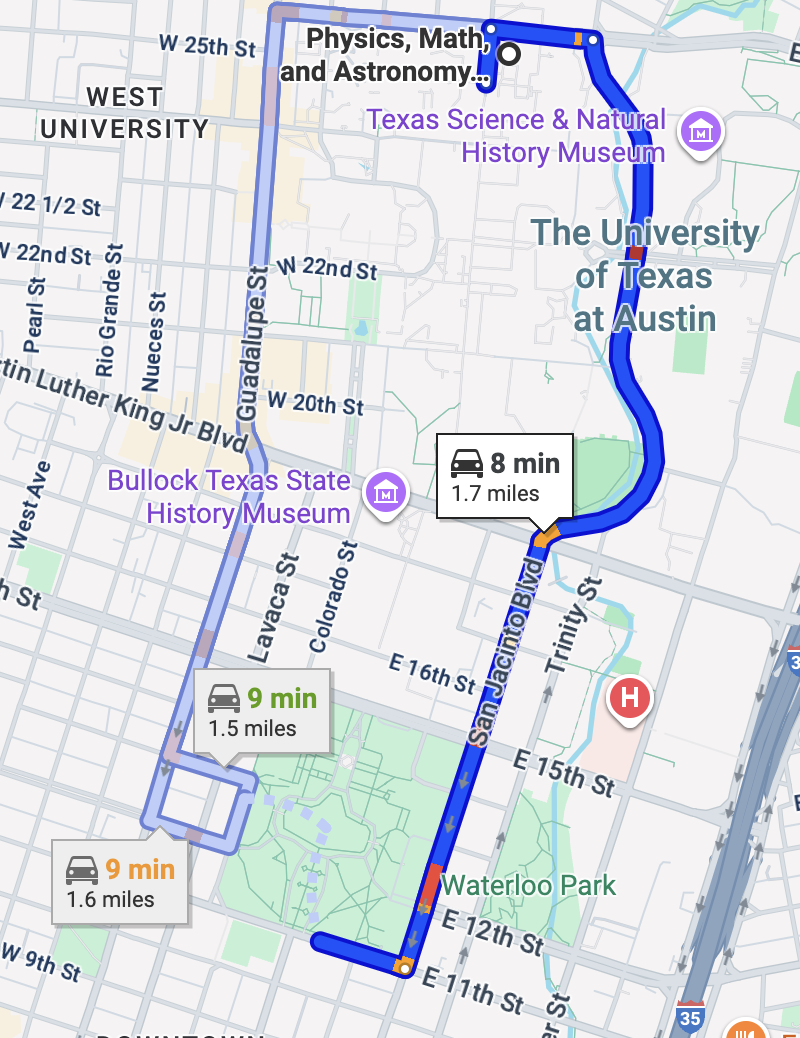 W 25th St
Physics, Math,
and Astronomy...
WEST
UNIVERSITY
Texas Science & Natural
History Museum
W 22 1/2 St
The University
of Texas
at Austin
W 22nd St
W 22nd St
Pearl St
Rio Grande St
Nueces St
Guadalupe St
tin Luther King Jr Blvd
W 20th St
8 min
1.7 miles
Bullock Texas State
History Museum
West Ave
Lavaca St
Colorado St
San Jacinto Blvd
Trinity St
h St
E 16th St
H
9 min
1.5 miles
E 15th St
9 min
1.6 miles
Waterloo Park
E 12th St
W 9th St
E 11th St
er St
35
DOWNTOWN